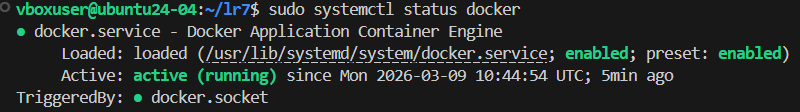 vboxuser@ubuntu24-04:~/lr7$ sudo systemctl status docker
● docker.service - Docker Application Container Engine
Loaded: loaded (/usr/lib/systemd/system/docker.service; enabled; preset: enabled)
Active: active (running) since Mon 2026-03-09 10:44:54 UTC; 5min ago
TriggeredBy: ● docker.socket